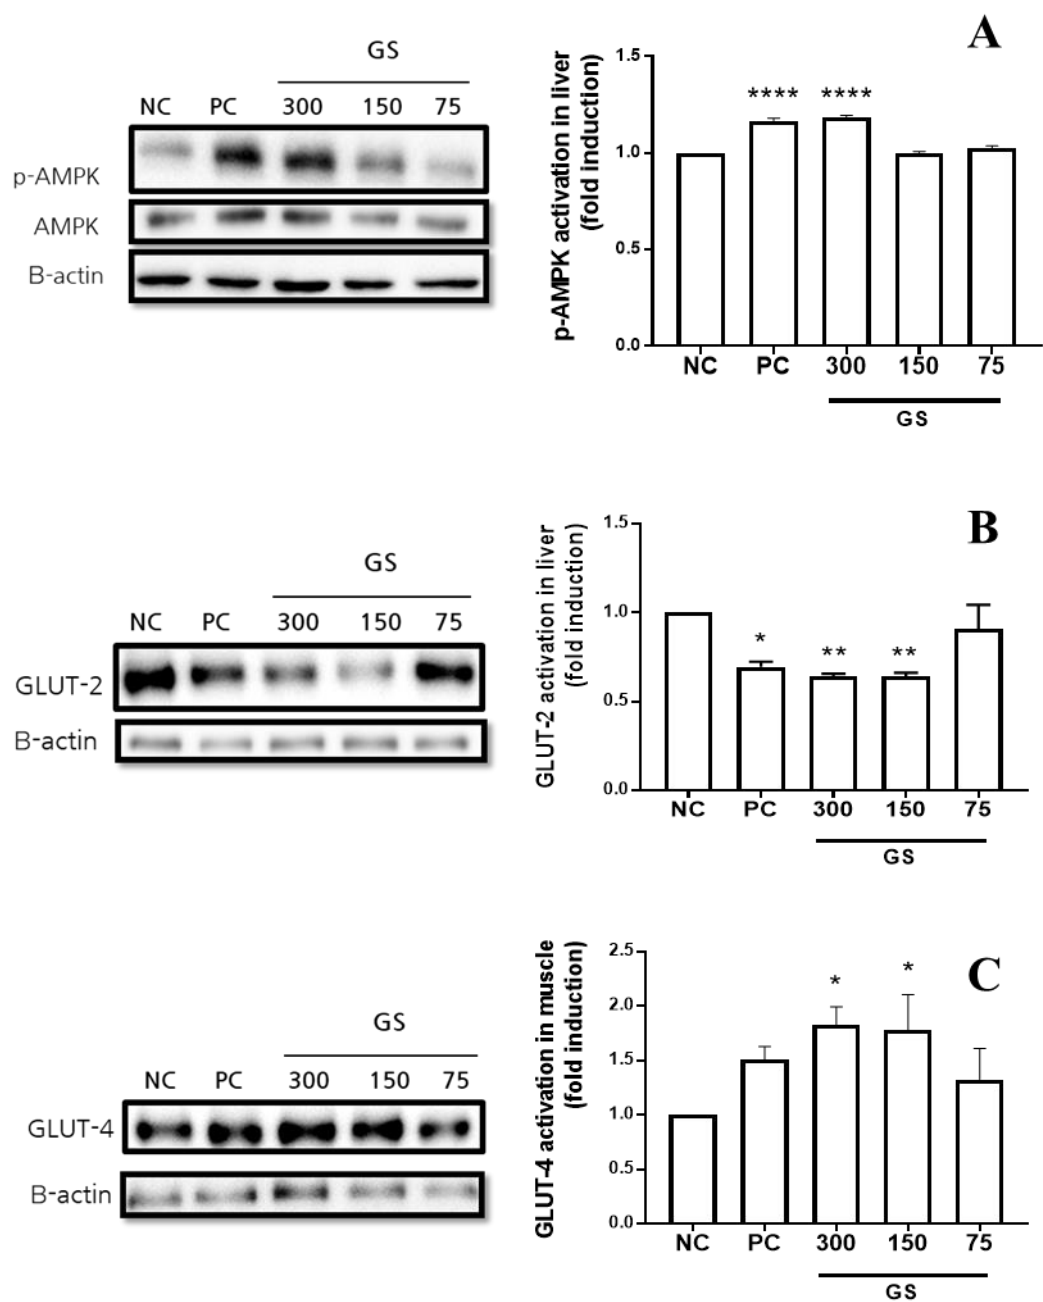 GS
NC PC 300 150 75
p-AMPK
AMPK
B-actin
A
p-AMPK activation in liver
(fold induction)
1.5
1.0
0.5
0.0
**** ****
NC PC 300 150 75
GS
GS
NC PC 300 150 75
GLUT-2
B-actin
B
GLUT-2 activation in liver
(fold induction)
1.5
1.0
0.5
0.0
* ** **
NC PC 300 150 75
GS
GS
NC PC 300 150 75
GLUT-4
B-actin
C
GLUT-4 activation in muscle
(fold induction)
2.5
2.0
1.5
1.0
0.5
0.0
* *
NC PC 300 150 75
GS